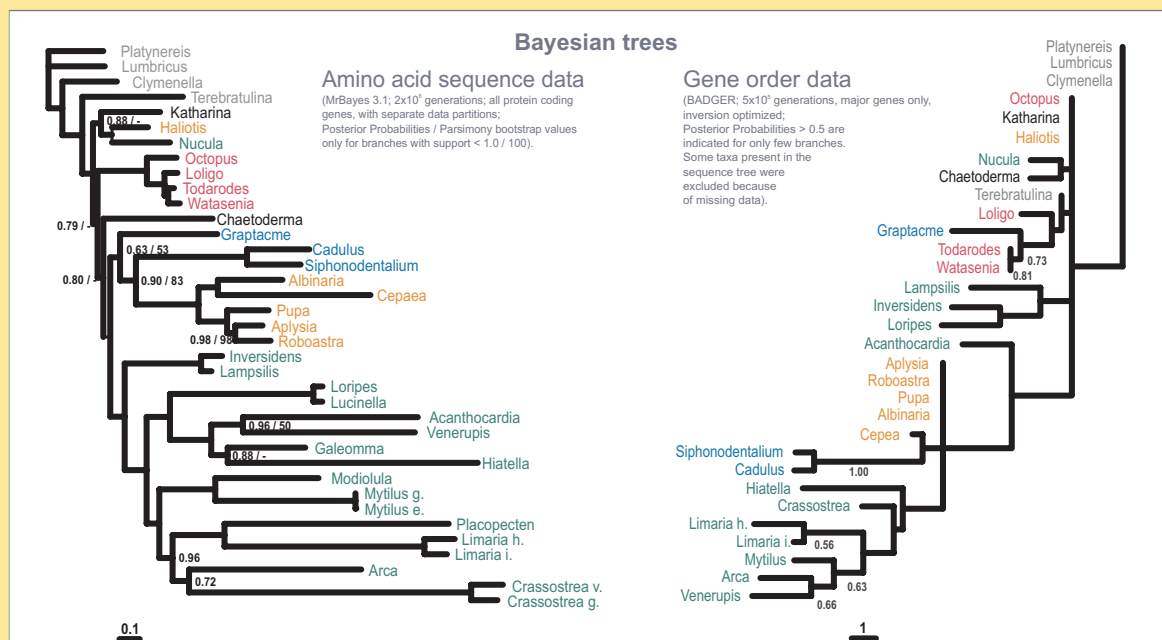 Bayesian trees
Amino acid sequence data
(MrBayes 3.1; 2x10⁶ generations; all protein coding
genes, with separate data partitions;
Posterior Probabilities / Parsimony bootstrap values
only for branches with support < 1.0 / 100).
Platynereis
Lumbricus
Clymenella
Terebratulina
Katharina
0.88 / -
Haliotis
Nucula
Octopus
Loligo
Todarodes
Watasenia
Chaetoderma
0.79 / -
Graptacme
0.63 / 53
Cadulus
Siphonodentalium
0.80 / -
0.90 / 83
Albinaria
Cepaea
Pupa
Aplysia
0.98 / 98
Roboastra
Inversidens
Lampsilis
Loripes
Lucinella
Acanthocardia
0.96 / 50
Venerupis
Galeomma
0.88 / -
Hiatella
Modiolula
Mytilus g.
Mytilus e.
Placopecten
Limaria h.
Limaria i.
0.96
Arca
0.72
Crassostrea v.
Crassostrea g.
0.1
Gene order data
(BADGER; 5x10⁶ generations, major genes only,
inversion optimized;
Posterior Probabilities > 0.5 are
indicated for only few branches.
Some taxa present in the
sequence tree were
excluded because
of missing data).
Platynereis
Lumbricus
Clymenella
Octopus
Katharina
Haliotis
Nucula
Chaetoderma
Terebratulina
Loligo
Graptacme
Todarodes
0.73
Watasenia
0.81
Lampsilis
Inversidens
Loripes
Acanthocardia
Aplysia
Roboastra
Pupa
Albinaria
Cepea
Siphonodentalium
Cadulus
1.00
Hiatella
Crassostrea
Limaria h.
Limaria i.
0.56
Mytilus
Arca
0.63
Venerupis
0.66
1